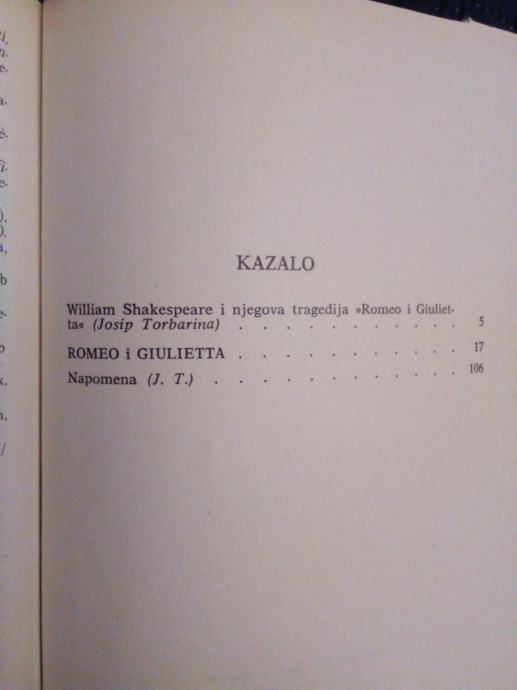 KAZALO
William Shakespeare i njegova tragedija »Romeo i Giuliet-
ta« (Josip Torbarina) . . . . . . . . . . . 5
ROMEO i GIULIETTA . . . . . . . . . . . 17
Napomena (J. T.) . . . . . . . . . . . . 106